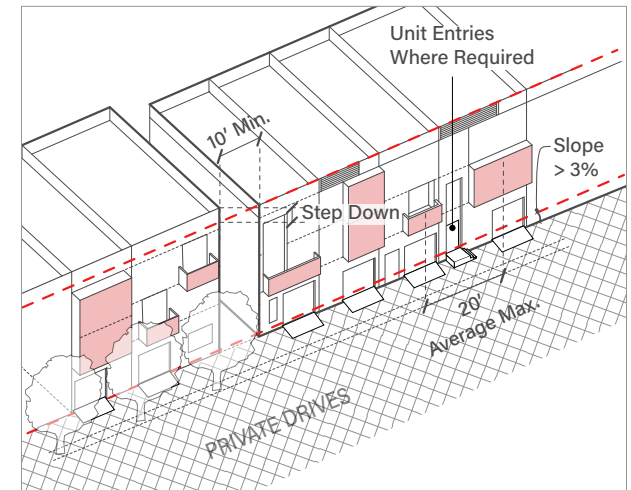 Unit Entries
Where Required
10' Min.
Slope
> 3%
Step Down
20'
Average Max.
PRIVATE DRIVES